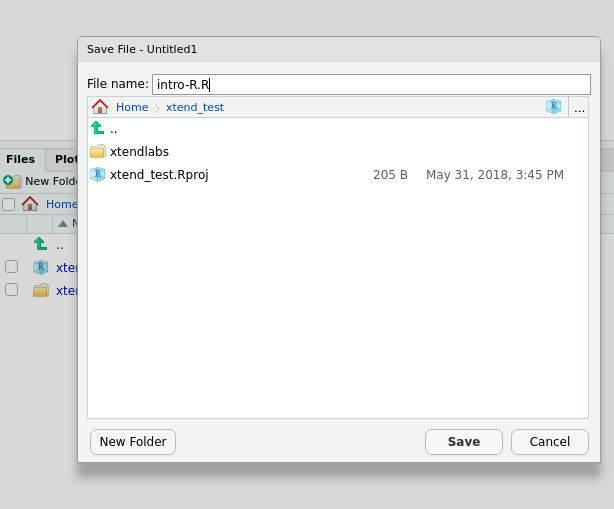 Save File - Untitled1
File name: intro-R.R
Home xtend_test ...
..
xtendlabs
xtend_test.Rproj 205 B May 31, 2018, 3:45 PM
New Folder Save Cancel
Files Plot
New Folde
Home
..
xter
xter